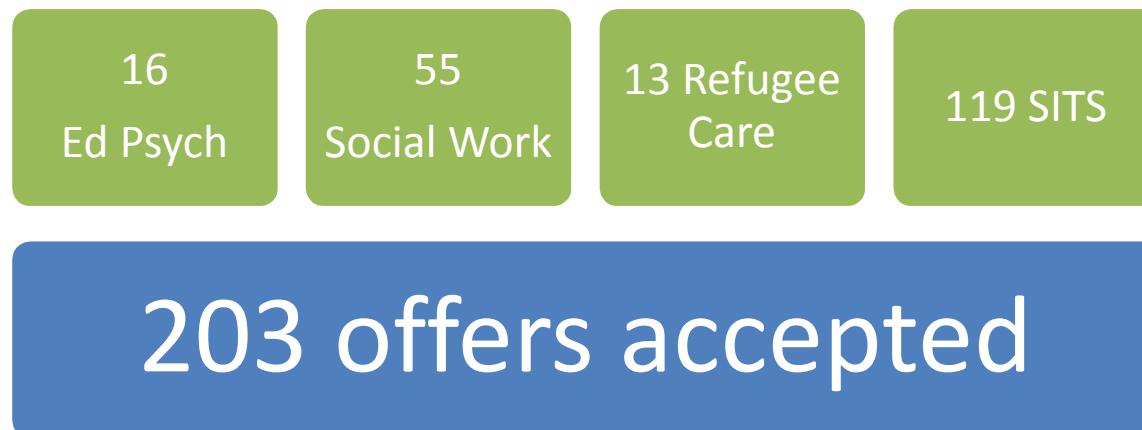 16
Ed Psych
55
Social Work
13 Refugee
Care
119 SITS
203 offers accepted